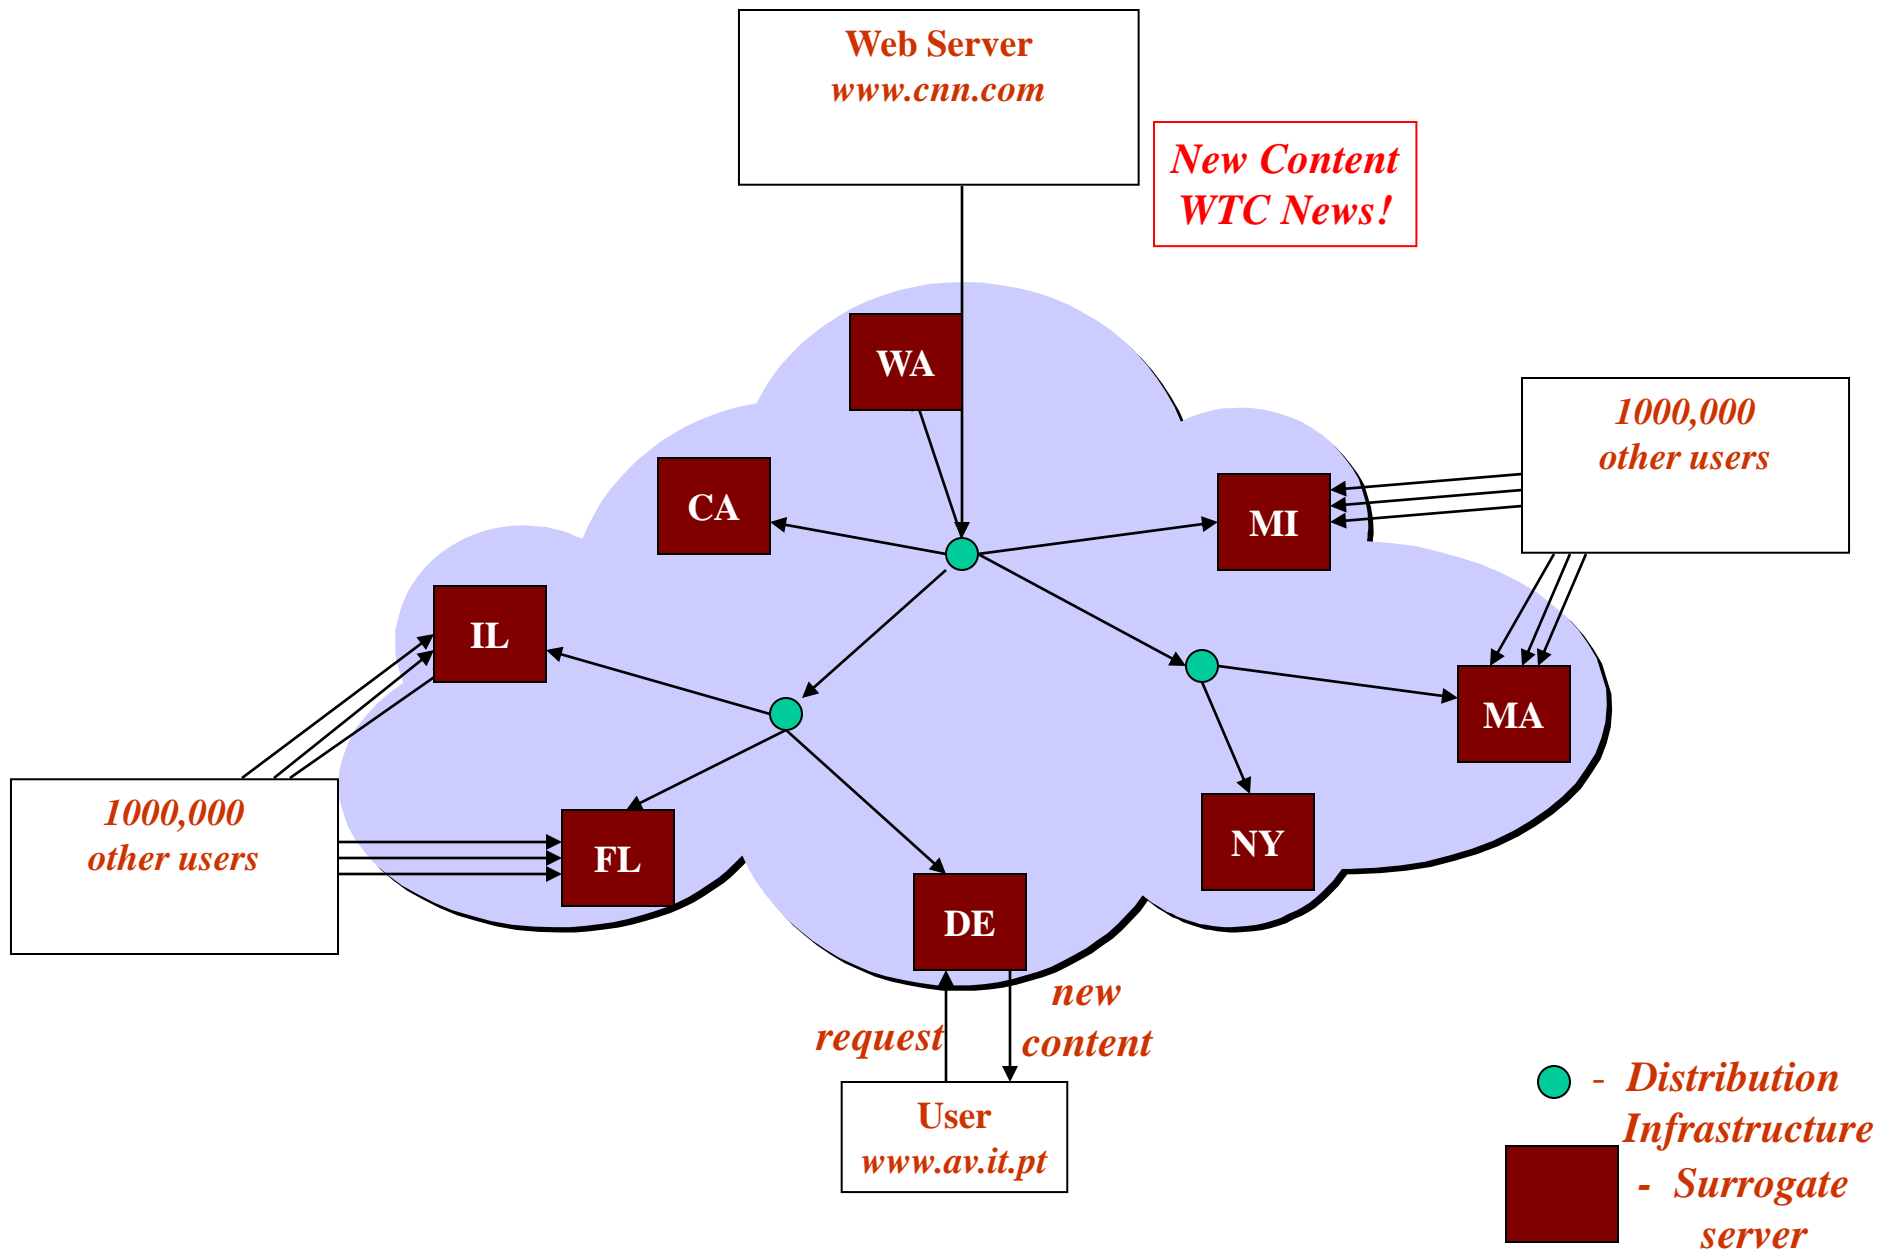 Web Server
www.cnn.com
New Content
WTC News!
WA
1000,000
other users
CA
MI
IL
MA
1000,000
other users
NY
FL
DE
new
request
content
User
www.av.it.pt
- Distribution
Infrastructure
- Surrogate
server